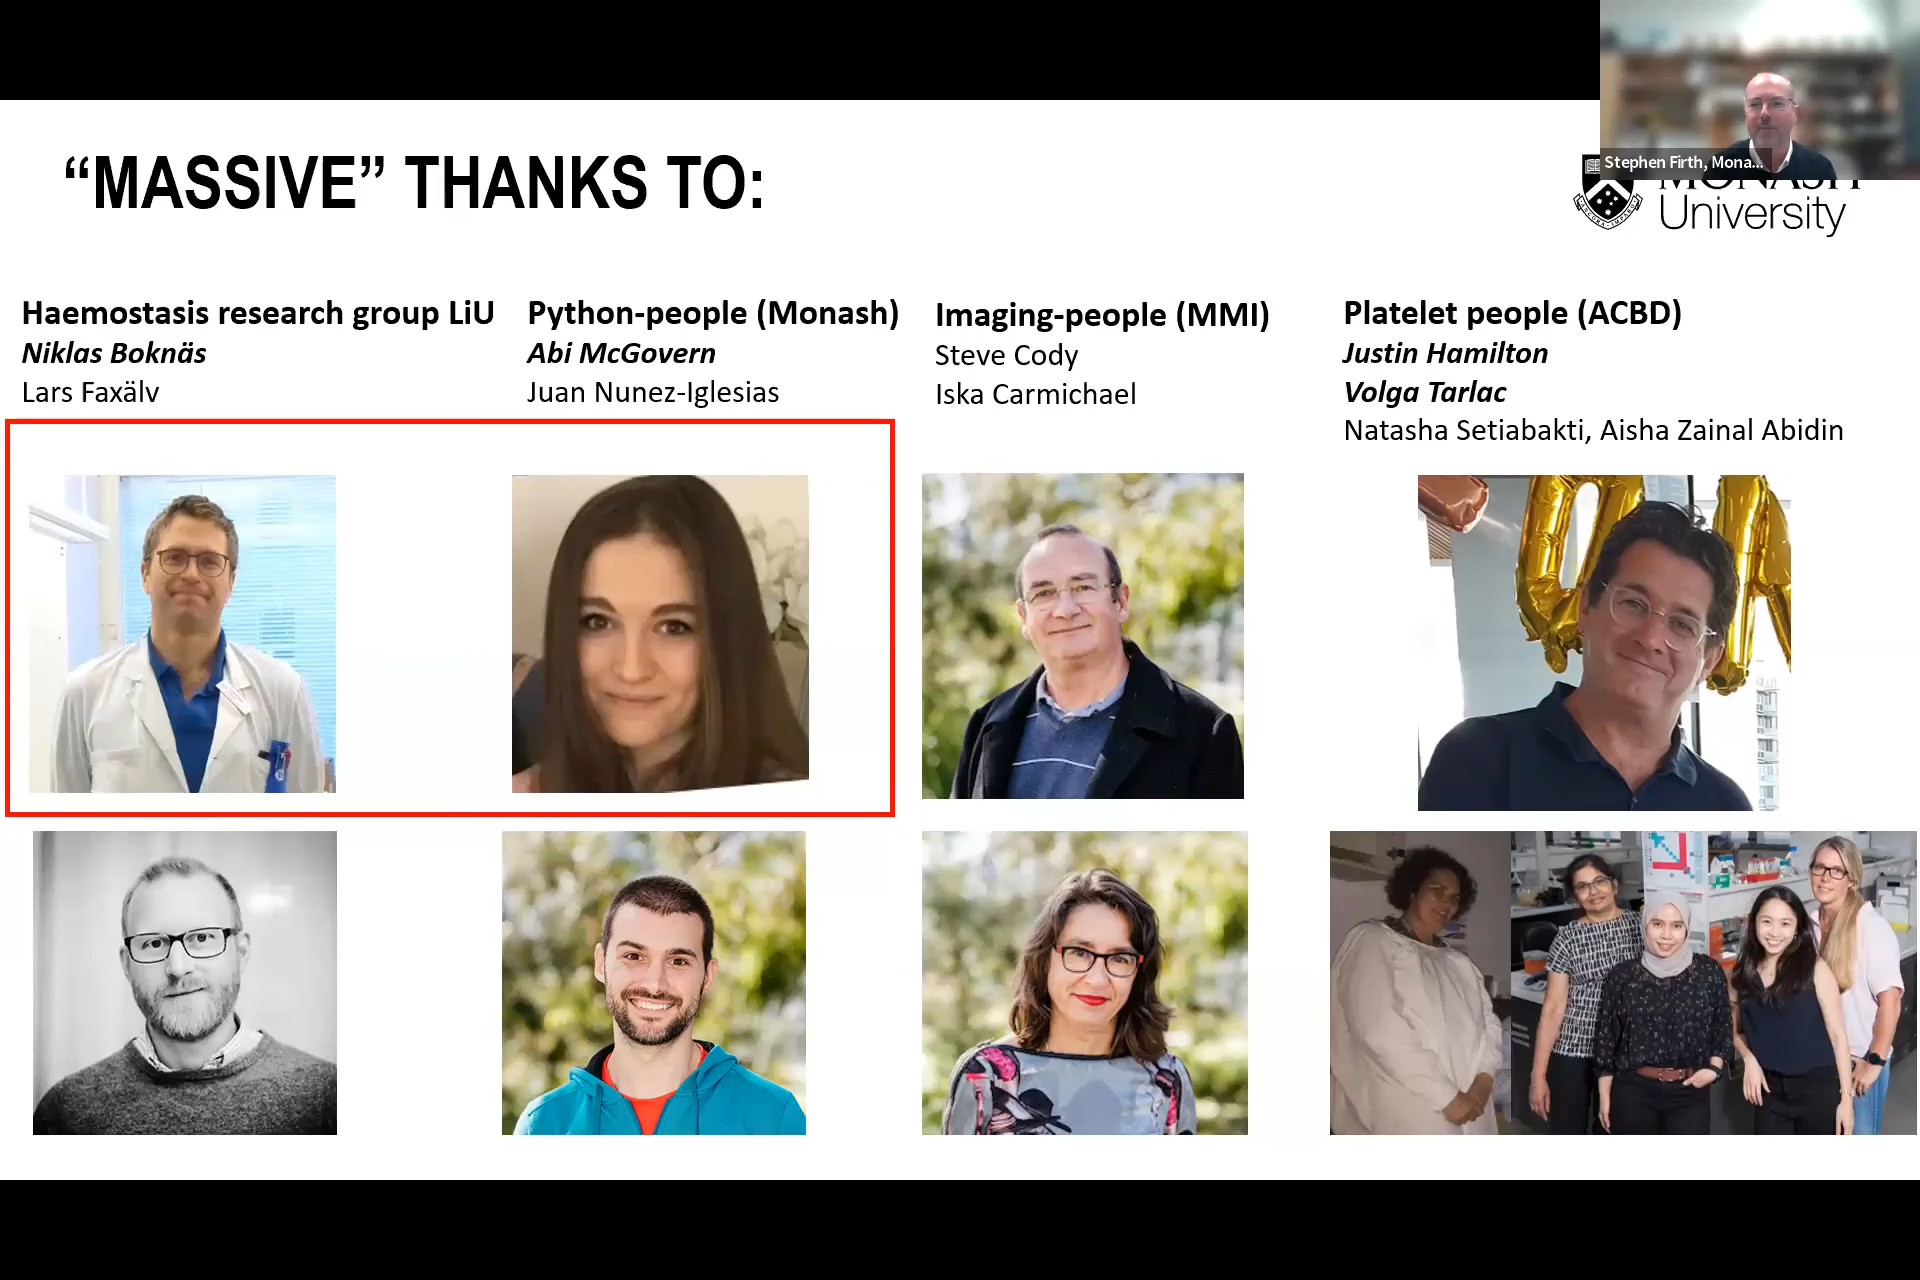 “MASSIVE” THANKS TO:
Stephen Firth, Mona...
MONASH
University
Haemostasis research group LiU
Niklas Boknäs
Lars Faxälv
Python-people (Monash)
Abi McGovern
Juan Nunez-Iglesias
Imaging-people (MMI)
Steve Cody
Iska Carmichael
Platelet people (ACBD)
Justin Hamilton
Volga Tarlac
Natasha Setiabakti, Aisha Zainal Abidin